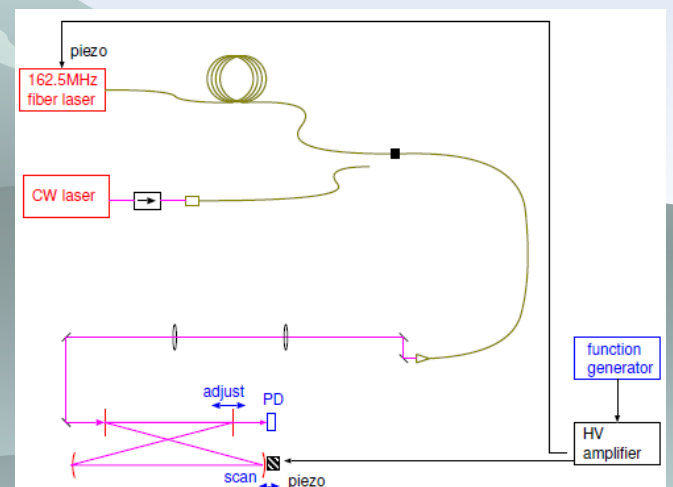 piezo
162.5MHz
fiber laser
CW laser
function
generator
adjust
PD
HV
amplifier
scan
piezo